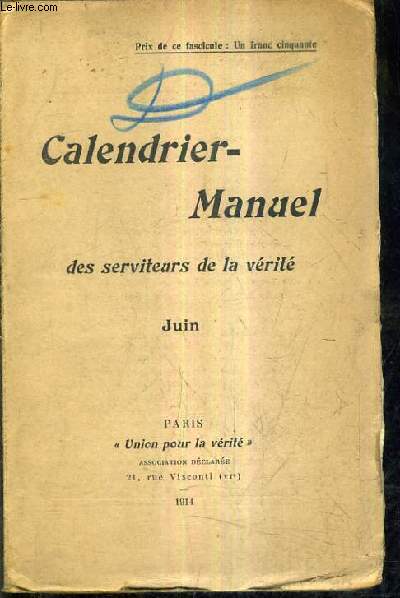 Le-livre.com
Prix de ce fascicule : Un franc cinquante
Calendrier-
Manuel
des serviteurs de la vérité
Juin
PARIS
« Union pour la vérité »
ASSOCIATION DÉCLARÉE
21, rue Visconti (VIe)
1914